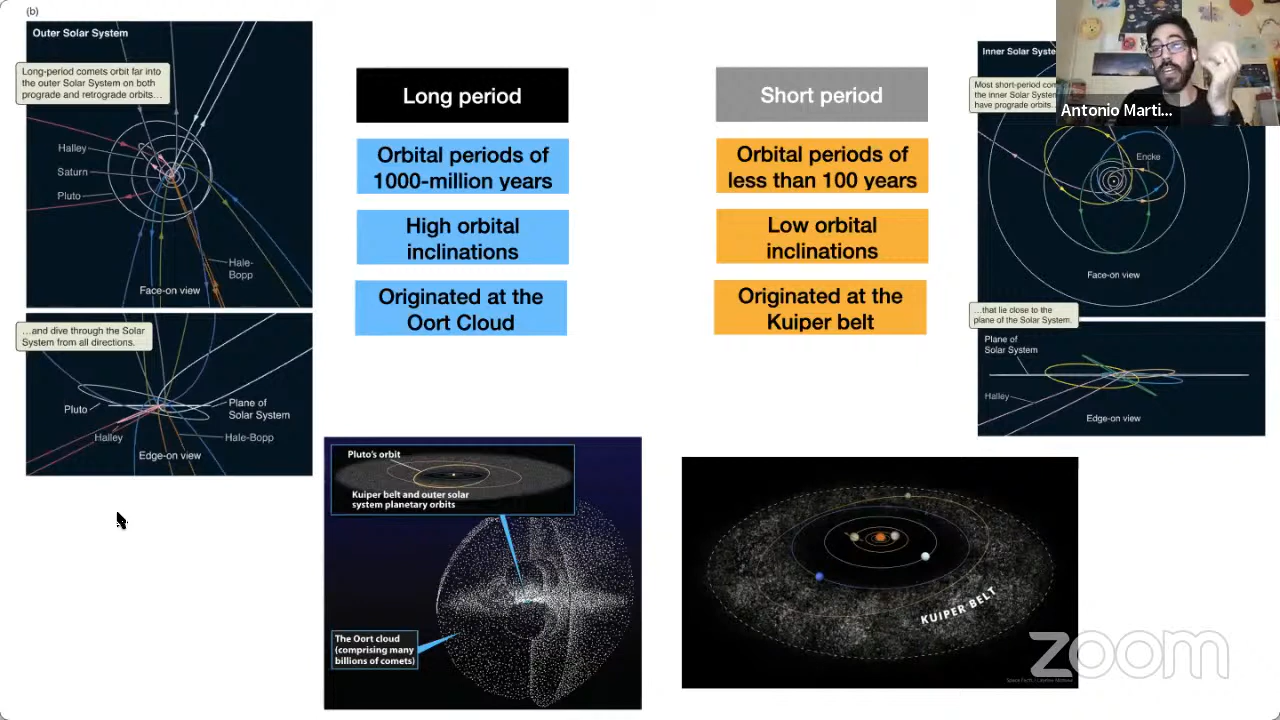 (b)
Outer Solar System
Long-period comets orbit far into
the outer Solar System on both
prograde and retrograde orbits…
Halley
Saturn
Pluto
Hale-
Bopp
Face-on view
…and dive through the Solar
System from all directions.
Pluto
Plane of
Solar System
Halley
Hale-Bopp
Edge-on view
Long period
Orbital periods of
1000-million years
High orbital
inclinations
Originated at the
Oort Cloud
Pluto's orbit
Kuiper belt and outer solar
system planetary orbits
The Oort cloud
(comprising many
billions of comets)
Short period
Orbital periods of
less than 100 years
Low orbital
inclinations
Originated at the
Kuiper belt
KUIPER BELT
Inner Solar Syste
Most short-period com
the inner Solar System
have prograde orbits…
Encke
Face-on view
…that lie close to the
plane of the Solar System.
Plane of
Solar System
Halley
Edge-on view
Antonio Marti...
zoom